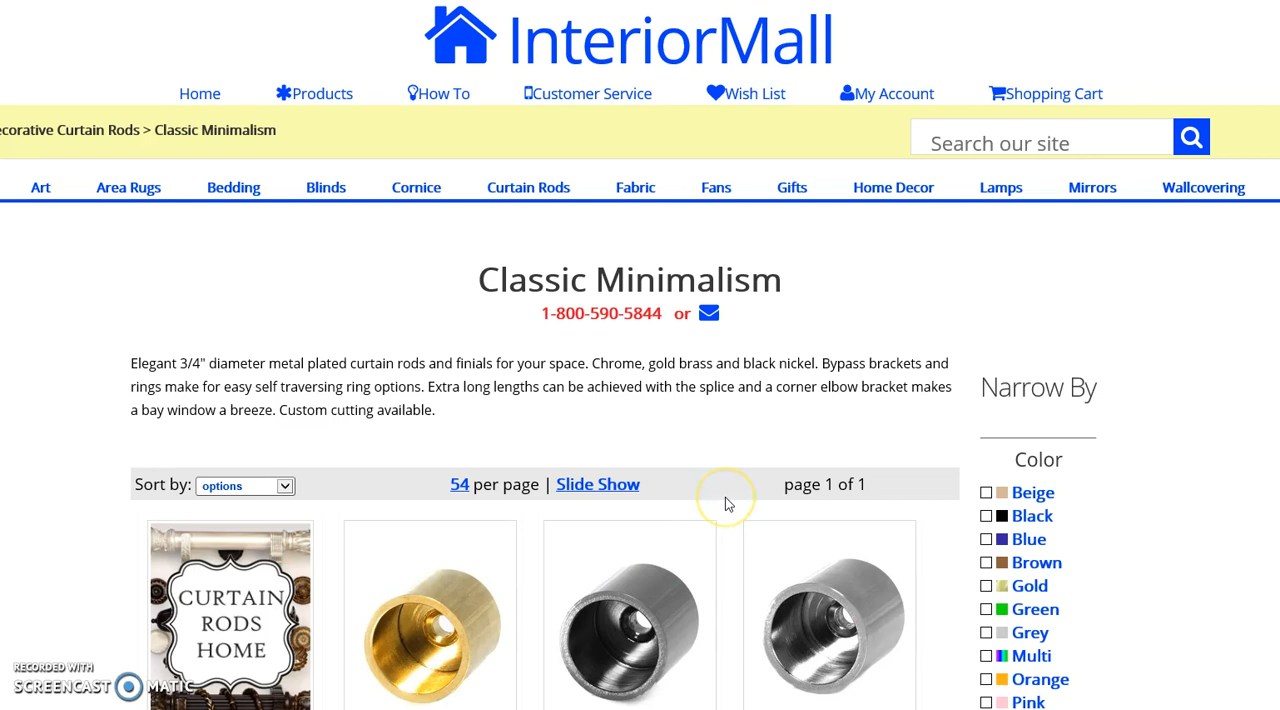 InteriorMall
Home Products How To Customer Service Wish List My Account Shopping Cart
ecorative Curtain Rods > Classic Minimalism
Search our site
Art Area Rugs Bedding Blinds Cornice Curtain Rods Fabric Fans Gifts Home Decor Lamps Mirrors Wallcovering
Classic Minimalism
1-800-590-5844 or
Elegant 3/4" diameter metal plated curtain rods and finials for your space. Chrome, gold brass and black nickel. Bypass brackets and
rings make for easy self traversing ring options. Extra long lengths can be achieved with the splice and a corner elbow bracket makes
a bay window a breeze. Custom cutting available.
Narrow By
Sort by: options 54 per page | Slide Show page 1 of 1
Color
Beige
Black
Blue
Brown
Gold
Green
Grey
Multi
Orange
Pink
CURTAIN
RODS
HOME
RECORDED WITH
SCREENCAST MATIC